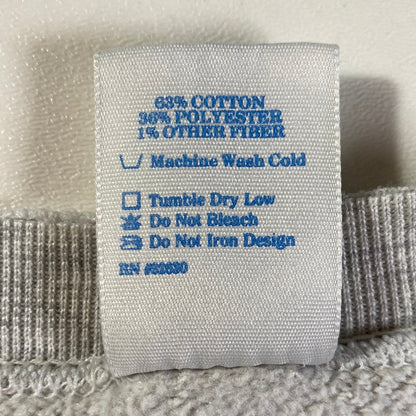 63% COTTON
36% POLYESTER
1% OTHER FIBER
Machine Wash Cold
Tumble Dry Low
Do Not Bleach
Do Not Iron Design
RN